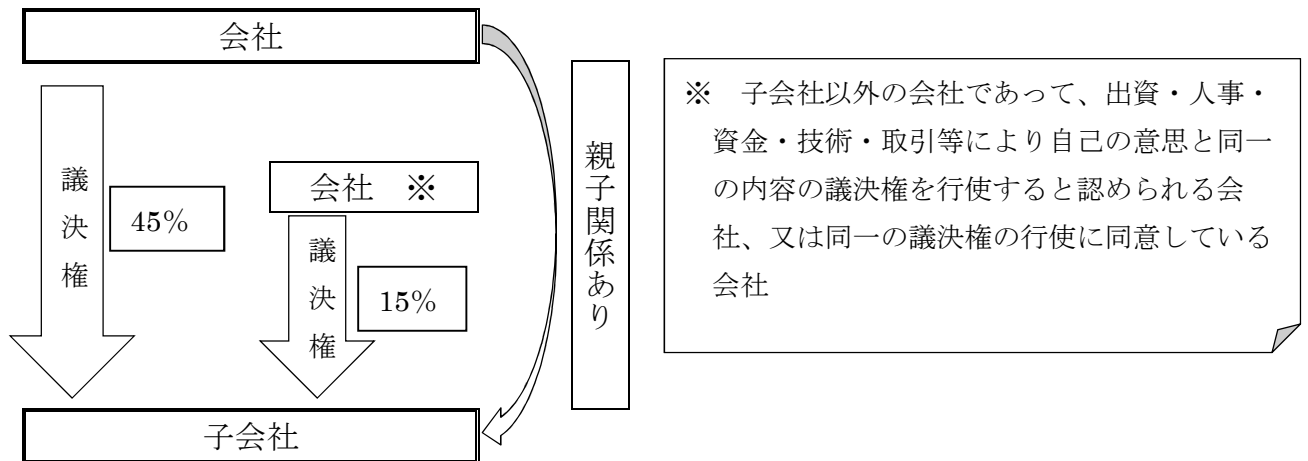 会社
議決権
45%
会社 ※
議決権
15%
子会社
親子関係あり
※ 子会社以外の会社であって、出資・人事・
資金・技術・取引等により自己の意思と同一
の内容の議決権を行使すると認められる会
社、又は同一の議決権の行使に同意している
会社